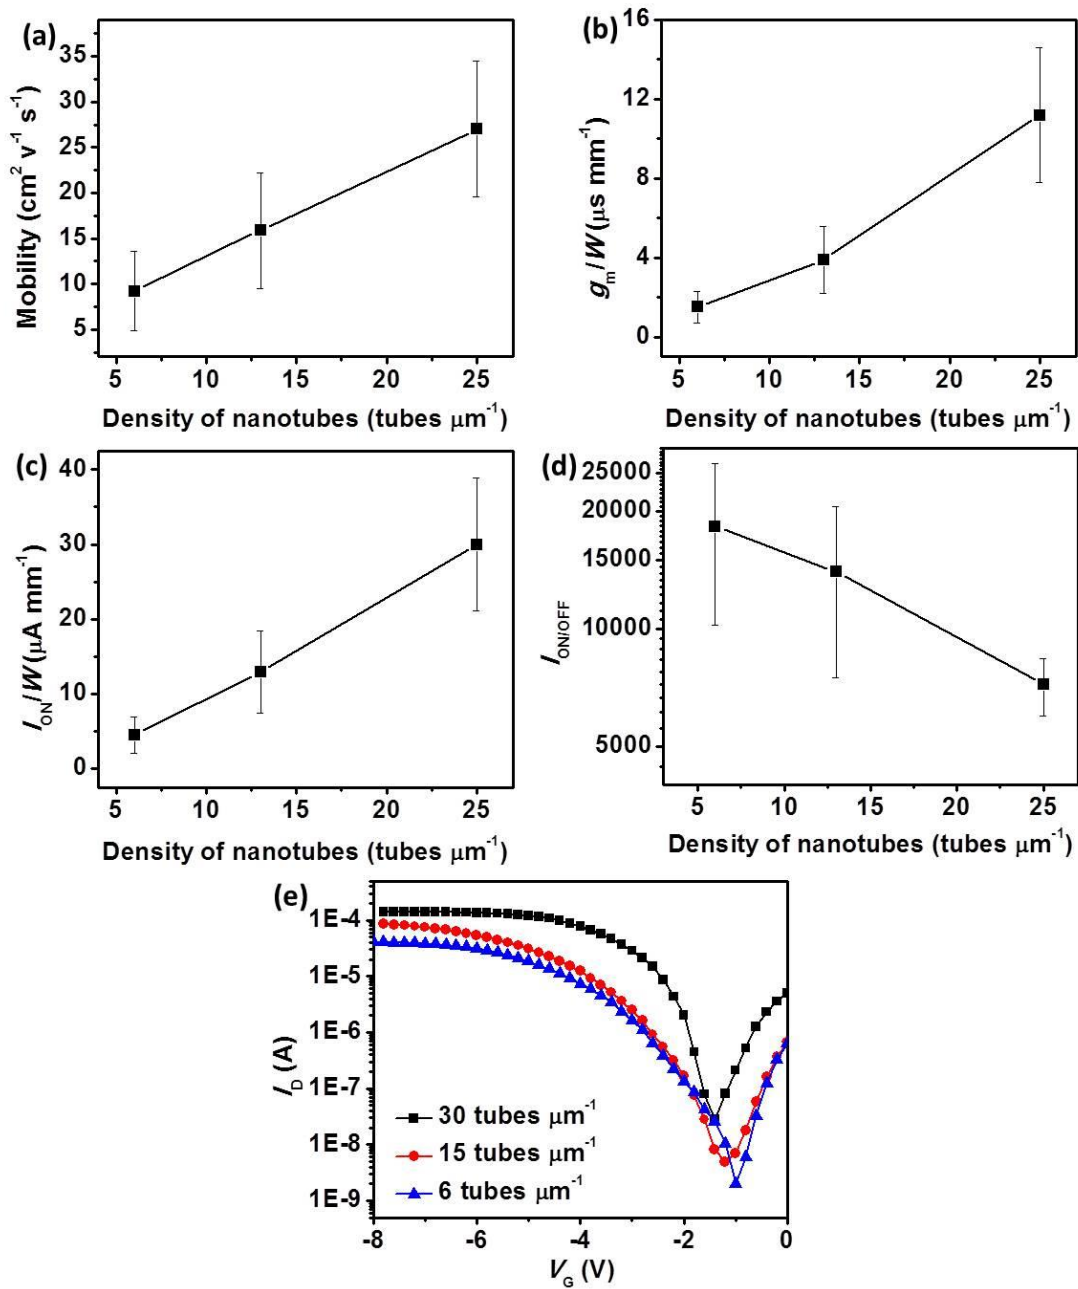 (a)
35
30
25
20
15
10
5
Mobility (cm² v⁻¹ s⁻¹)
5 10 15 20 25
Density of nanotubes (tubes μm⁻¹)
(b)
16
12
8
4
0
gₘ/W (μs mm⁻¹)
5 10 15 20 25
Density of nanotubes (tubes μm⁻¹)
(c)
40
30
20
10
0
I_ON/W (μA mm⁻¹)
5 10 15 20 25
Density of nanotubes (tubes μm⁻¹)
(d)
25000
20000
15000
10000
5000
I_ON/OFF
5 10 15 20 25
Density of nanotubes (tubes μm⁻¹)
(e)
1E-4
1E-5
1E-6
1E-7
1E-8
1E-9
I_D (A)
30 tubes μm⁻¹
15 tubes μm⁻¹
6 tubes μm⁻¹
-8 -6 -4 -2 0
V_G (V)